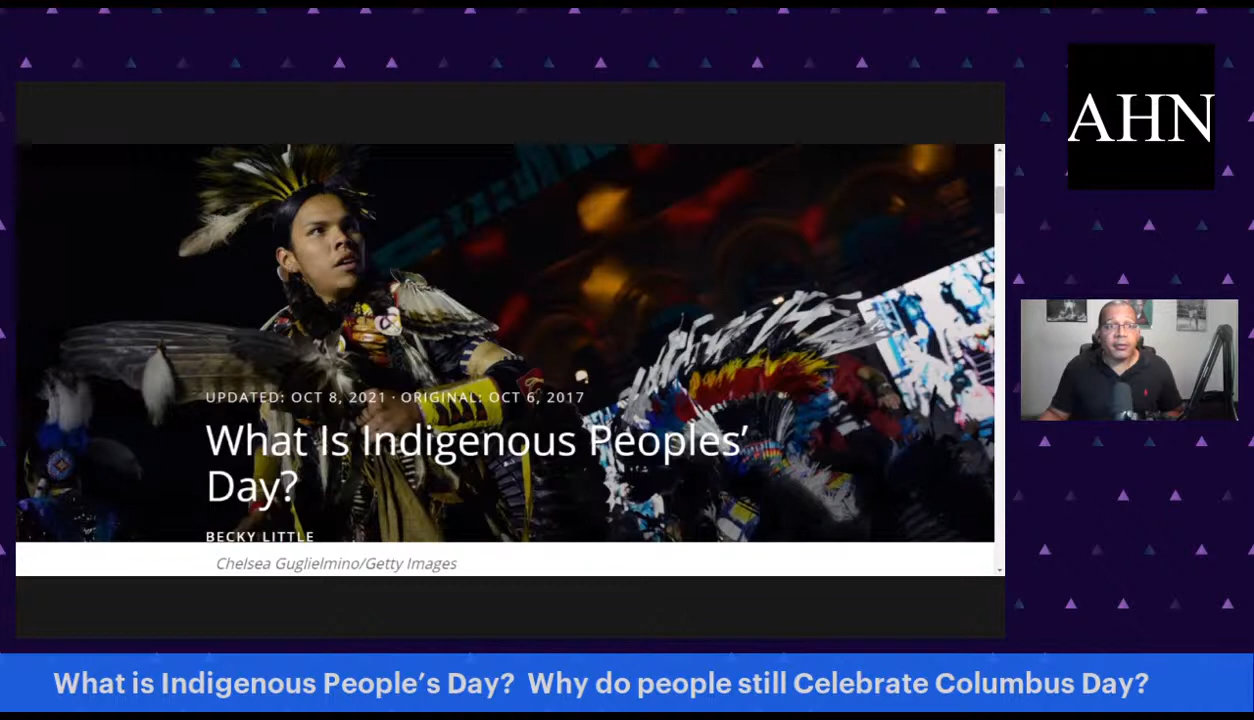 AHN
UPDATED: OCT 8, 2021 · ORIGINAL: OCT 6, 2017
What Is Indigenous Peoples’
Day?
BECKY LITTLE
Chelsea Guglielmino/Getty Images
What is Indigenous People’s Day?  Why do people still Celebrate Columbus Day?